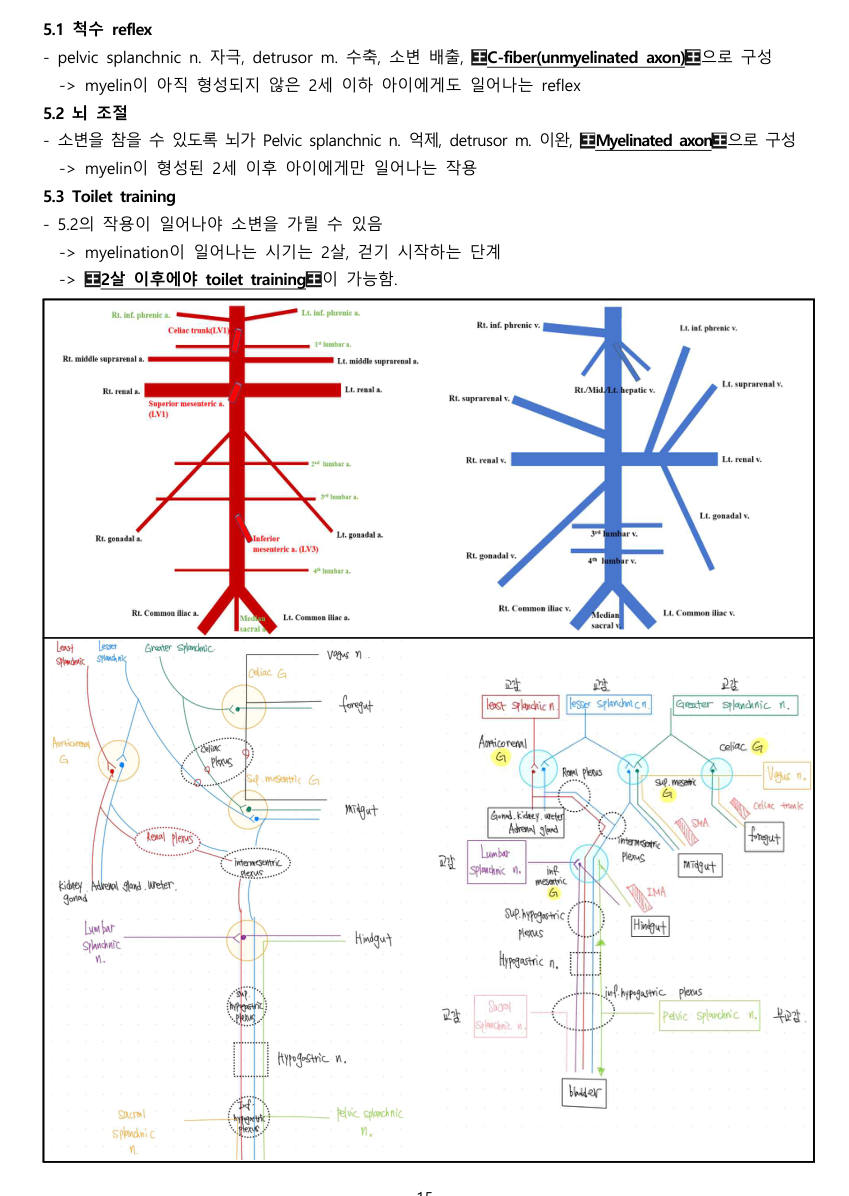 5.1 척수 reflex
- pelvic splanchnic n. 자극, detrusor m. 수축, 소변 배출, 王C-fiber(unmyelinated axon)王으로 구성
-> myelin이 아직 형성되지 않은 2세 이하 아이에게도 일어나는 reflex
5.2 뇌 조절
- 소변을 참을 수 있도록 뇌가 Pelvic splanchnic n. 억제, detrusor m. 이완, 王Myelinated axon王으로 구성
-> myelin이 형성된 2세 이후 아이에게만 일어나는 작용
5.3 Toilet training
- 5.2의 작용이 일어나야 소변을 가릴 수 있음
-> myelination이 일어나는 시기는 2살, 걷기 시작하는 단계
-> 王2살 이후에야 toilet training王이 가능함.
Rt. inf. phrenic a.
Lt. inf. phrenic a.
Celiac trunk(LV1)
1st lumbar a.
Rt. middle suprarenal a.
Lt. middle suprarenal a.
Rt. renal a.
Lt. renal a.
Superior mesenteric a.
(LV1)
2nd lumbar a.
3rd lumbar a.
Rt. gonadal a.
Lt. gonadal a.
Inferior
mesenteric a. (LV3)
4th lumbar a.
Rt. Common iliac a.
Median
sacral a.
Lt. Common iliac a.
Rt. inf. phrenic v.
Lt. inf. phrenic v.
Rt./Mid./Lt. hepatic v.
Lt. suprarenal v.
Rt. suprarenal v.
Rt. renal v.
Lt. renal v.
Lt. gonadal v.
3rd lumbar v.
Rt. gonadal v.
4th lumbar v.
Rt. Common iliac v.
Median
sacral v.
Lt. Common iliac v.
Least
splanchnic
Lesser
splanchnic
Greater splanchnic
Vagus n.
Celiac G
foregut
Aorticorenal
G
Celiac
plexus
Sup. mesentric G
Midgut
Renal plexus
intermesentric
plexus
Kidney. Adrenal gland. Ureter.
gonad
Lumbar
splanchnic
n.
Hindgut
Sup.
hypogastric
plexus
Hypogastric n.
Inf.
hypogastric
plexus
Sacral
splanchnic
n.
pelvic splanchnic
n.
교감
교감
교감
least splanchnic n.
lesser splanchnic n.
Greater splanchnic n.
Aorticorenal
G
Renal plexus
celiac G
Vagus n.
sup. mesentric
G
celiac trunk
Gonad. Kidney. Ureter
Adrenal gland
SMA
foregut
intermesentric
plexus
midgut
교감
Lumbar
splanchnic n.
inf.
mesentric
G
IMA
Hindgut
Sup. hypogastric
plexus
Hypogastric n.
inf. hypogastric plexus
교감
Sacral
splanchnic n.
Pelvic splanchnic n.
부교감.
bladder
15